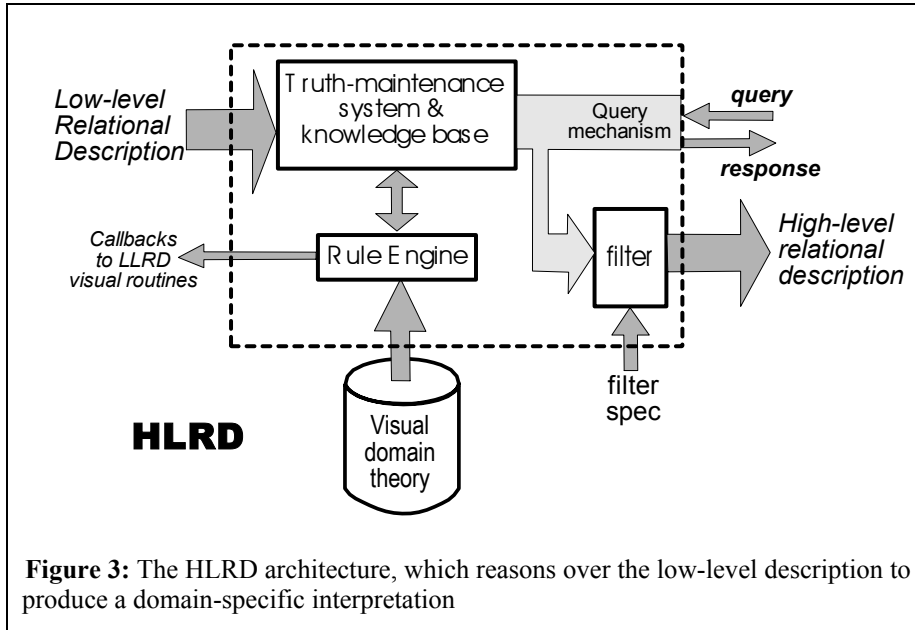 Low-level
Relational
Description
Truth-maintenance
system &
knowledge base
Query
mechanism
query
response
Callbacks
to LLRD
visual routines
Rule Engine
filter
High-level
relational
description
filter
spec
Visual
domain
theory
HLRD
Figure 3: The HLRD architecture, which reasons over the low-level description to
produce a domain-specific interpretation